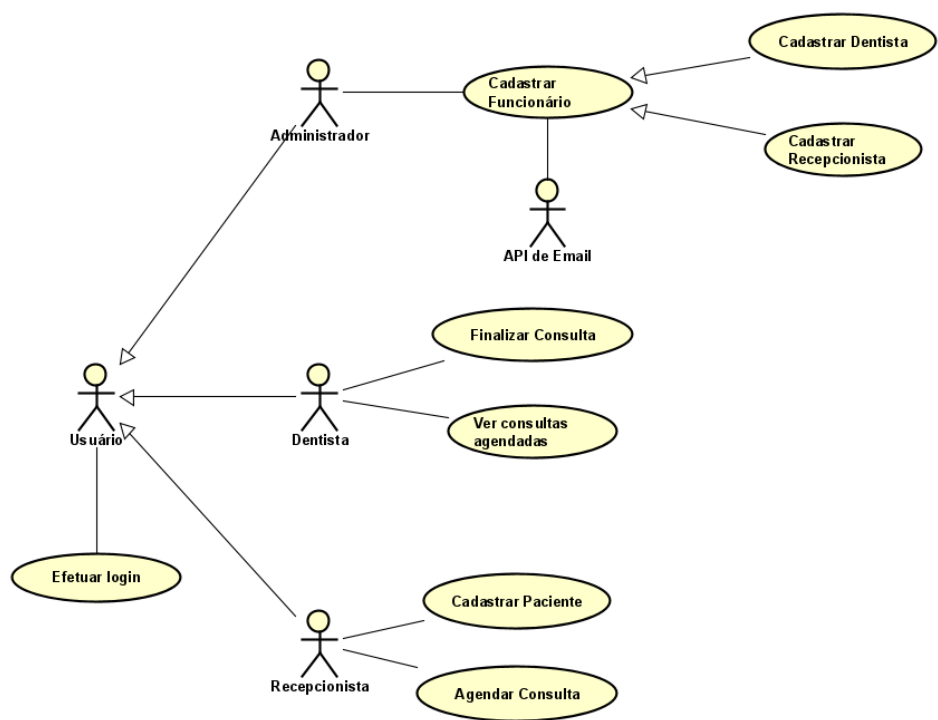 Cadastrar Dentista
Cadastrar
Funcionário
Administrador
Cadastrar
Recepcionista
API de Email
Finalizar Consulta
Usuário
Dentista
Ver consultas
agendadas
Efetuar login
Cadastrar Paciente
Recepcionista
Agendar Consulta